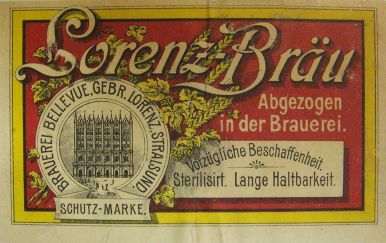 Lorenz-Bräu
Abgezogen
in der Brauerei.
BRAUEREI BELLEVUE, GEBR. LORENZ, STRALSUND.
SCHUTZ-MARKE.
Vorzügliche Beschaffenheit
Sterilisirt. Lange Haltbarkeit.